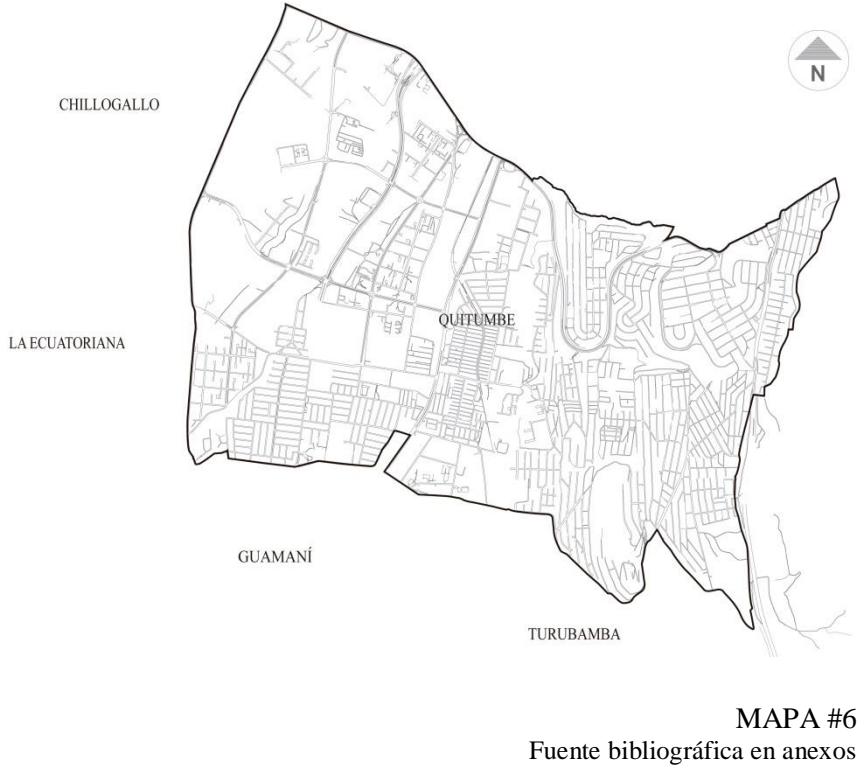 N
CHILLOGALLO
QUITUMBE
LA ECUATORIANA
GUAMANÍ
TURUBAMBA
MAPA #6
Fuente bibliográfica en anexos